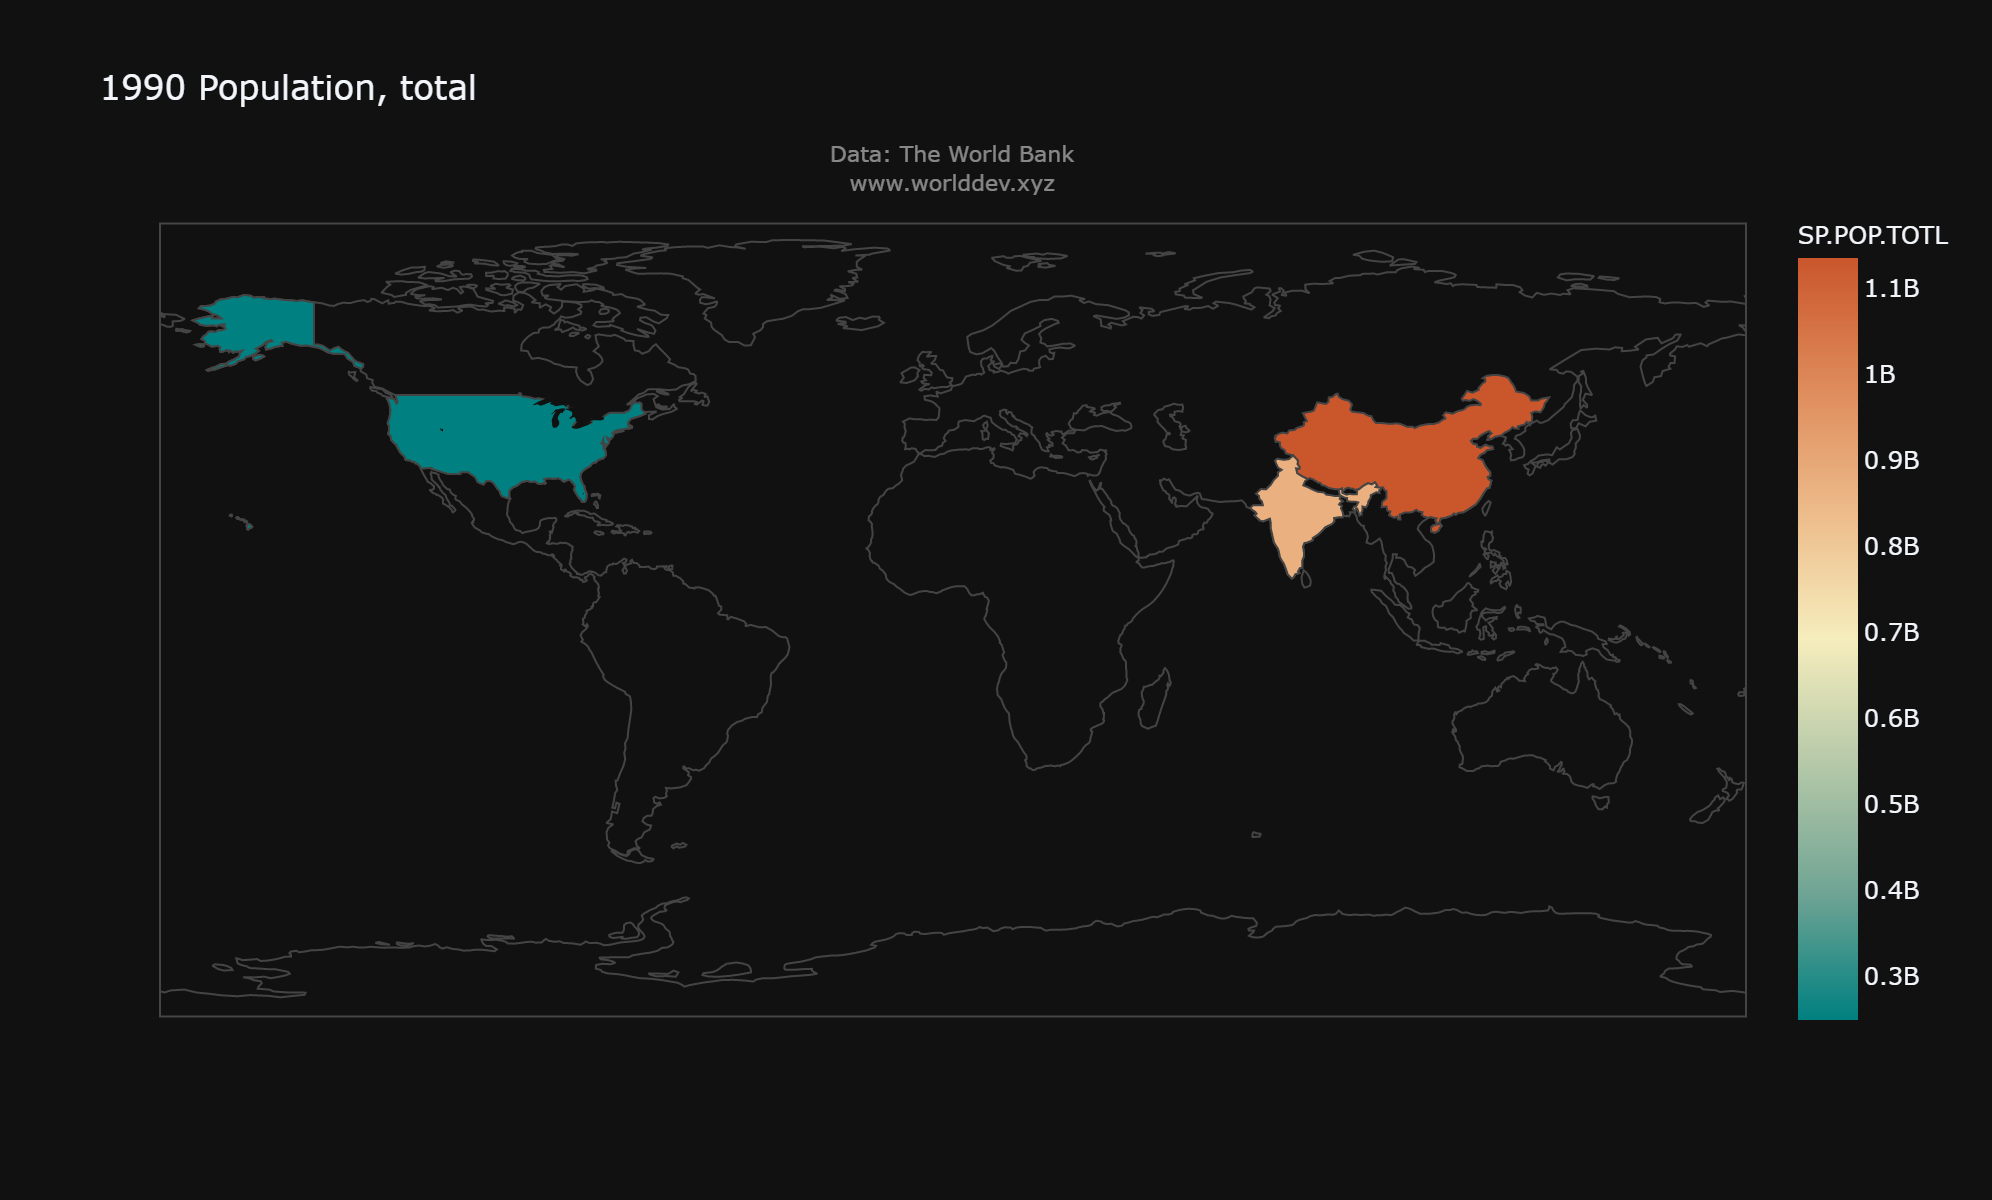 1990 Population, total
Data: The World Bank
www.worlddev.xyz
SP.POP.TOTL
1.1B
1B
0.9B
0.8B
0.7B
0.6B
0.5B
0.4B
0.3B